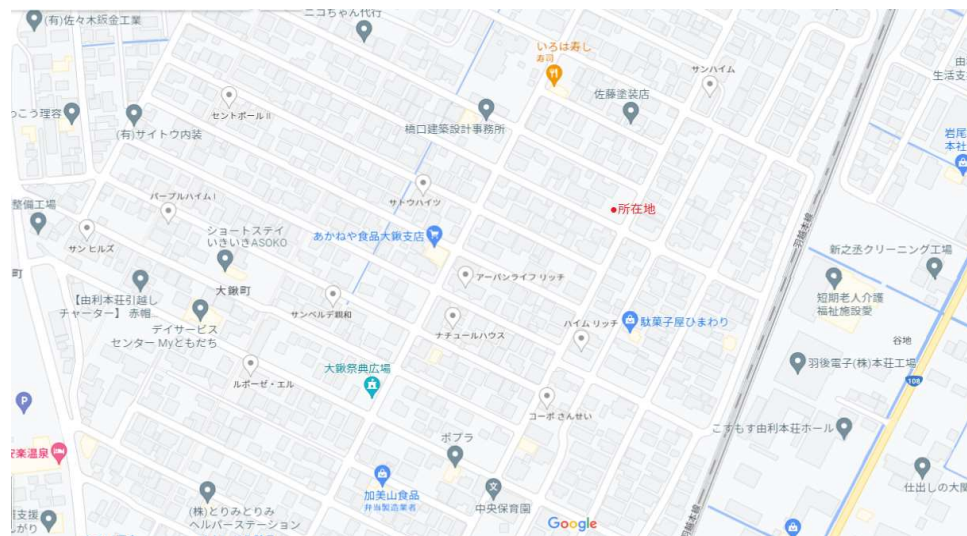 ニコちゃん代行
(有)佐々木鈑金工業
いろは寿し
寿司
サンハイム
佐藤塗装店
生活支
わこう理容
セントポール II
(有)サイトウ内装
橋口建築設計事務所
岩尾
本社
パープルハイム I
サトウハイツ
●所在地
整備工場
ショートステイ
いきいきASOKO
あかねや食品大鍬支店
羽越本線
サン ヒルズ
新之丞クリーニング工場
町
アーバンライフ リッチ
大鍬町
【由利本荘引越し
チャーター】 赤帽...
サンベルデ親和
短期老人介護
福祉施設愛
デイサービス
センター Myともだち
ナチュールハウス
ハイム リッチ
駄菓子屋ひまわり
谷地
大鍬祭典広場
羽後電子(株)本荘工場
ルポーゼ・エル
108
P
コーポ さんせい
こすもす由利本荘ホール
ポプラ
安楽温泉
加美山食品
弁当製造業者
文
中央保育園
仕出しの大関
(株)とりみとりみ
ヘルパーステーション
支援
がり
Google
羽越本線